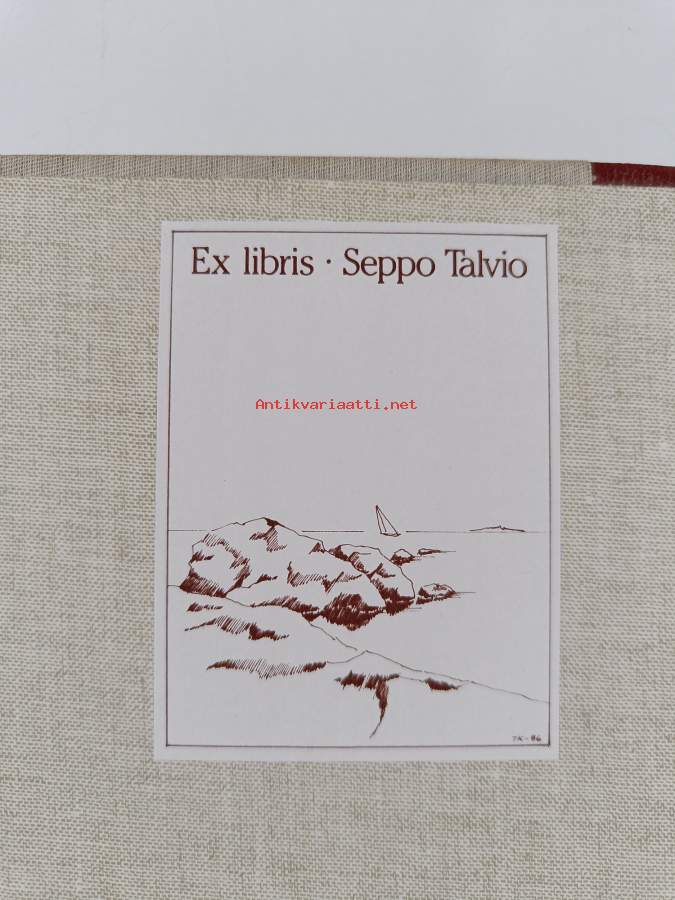 Ex libris · Seppo Talvio
Antikvariaatti.net